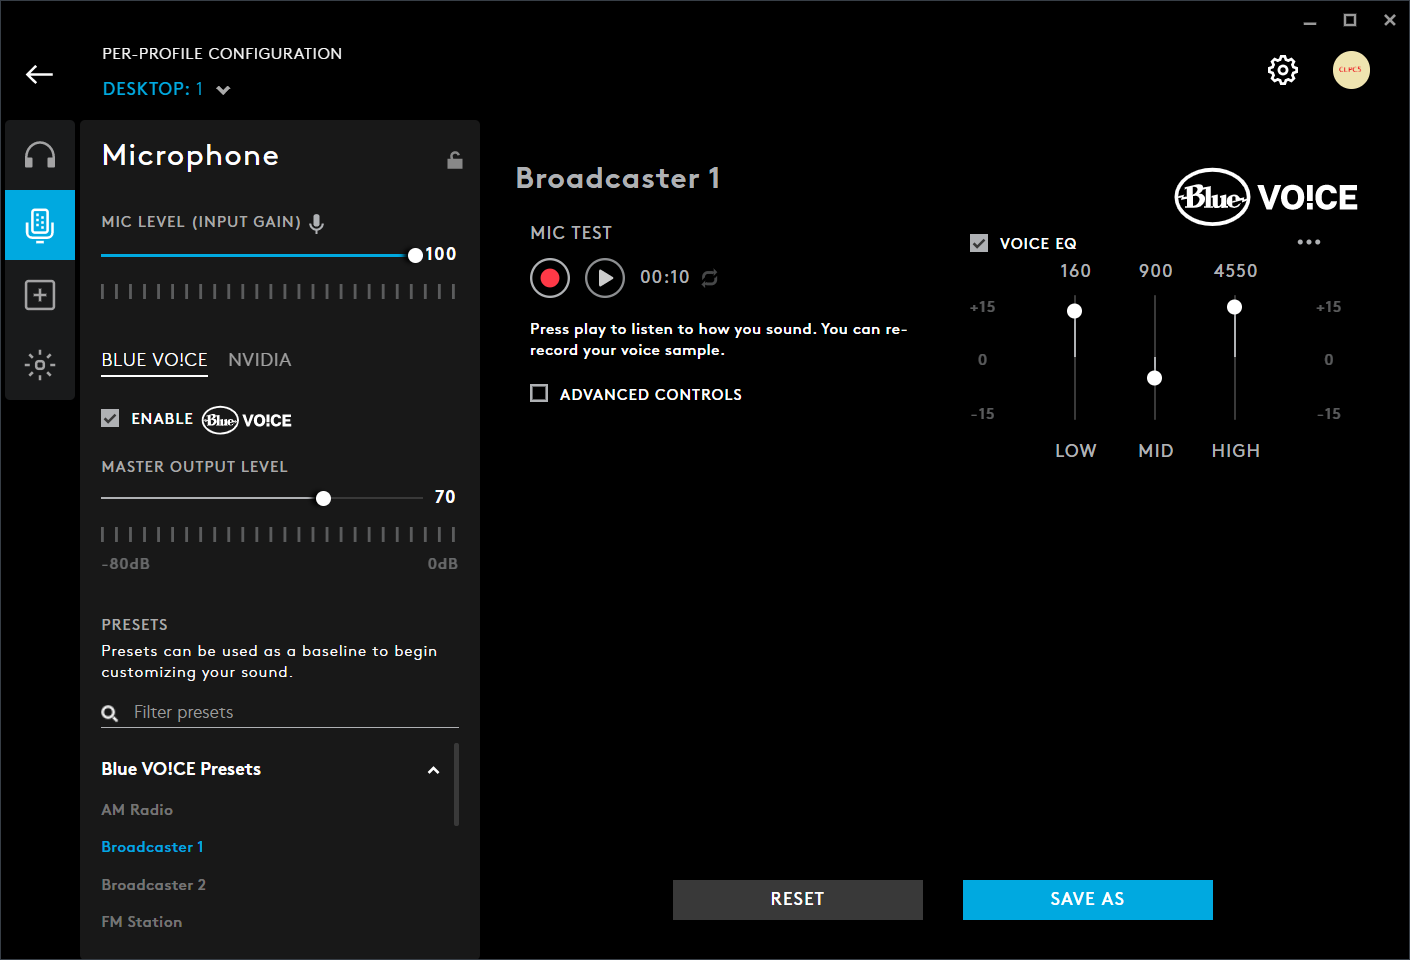 PER-PROFILE CONFIGURATION
DESKTOP: 1
CLPCS
Microphone
MIC LEVEL (INPUT GAIN)
100
BLUE VO!CE NVIDIA
ENABLE Blue VO!CE
MASTER OUTPUT LEVEL
70
-80dB 0dB
PRESETS
Presets can be used as a baseline to begin
customizing your sound.
Filter presets
Blue VO!CE Presets
AM Radio
Broadcaster 1
Broadcaster 2
FM Station
Broadcaster 1
Blue VO!CE
MIC TEST
00:10
Press play to listen to how you sound. You can re-
record your voice sample.
ADVANCED CONTROLS
VOICE EQ
160 900 4550
+15 +15
0 0
-15 -15
LOW MID HIGH
RESET SAVE AS